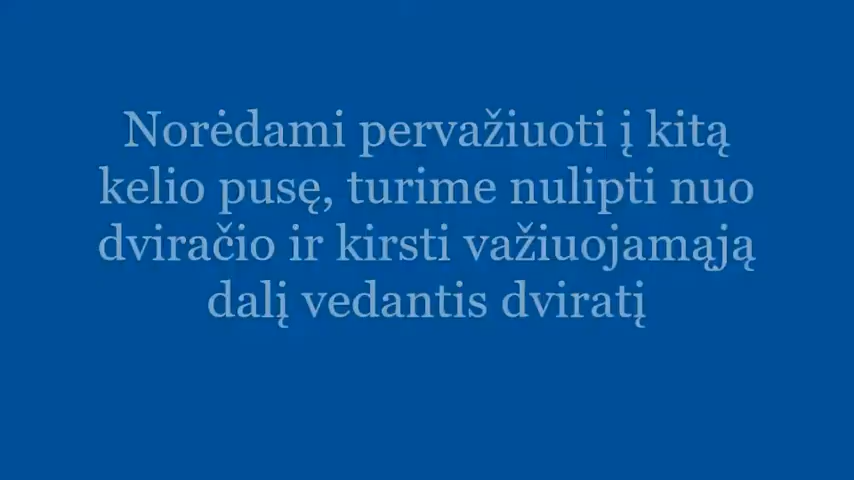 Norėdami pervažiuoti į kitą
kelio pusę, turime nulipti nuo
dviračio ir kirsti važiuojamąją
dalį vedantis dviratį